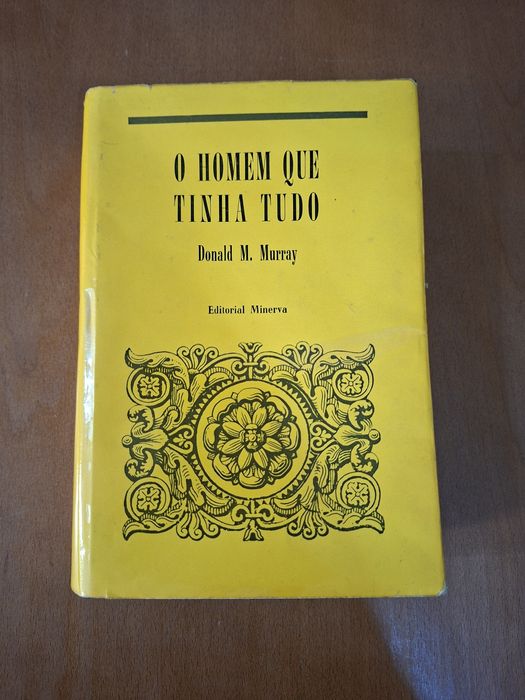 O HOMEM QUE
TINHA TUDO
Donald M. Murray
Editorial Minerva